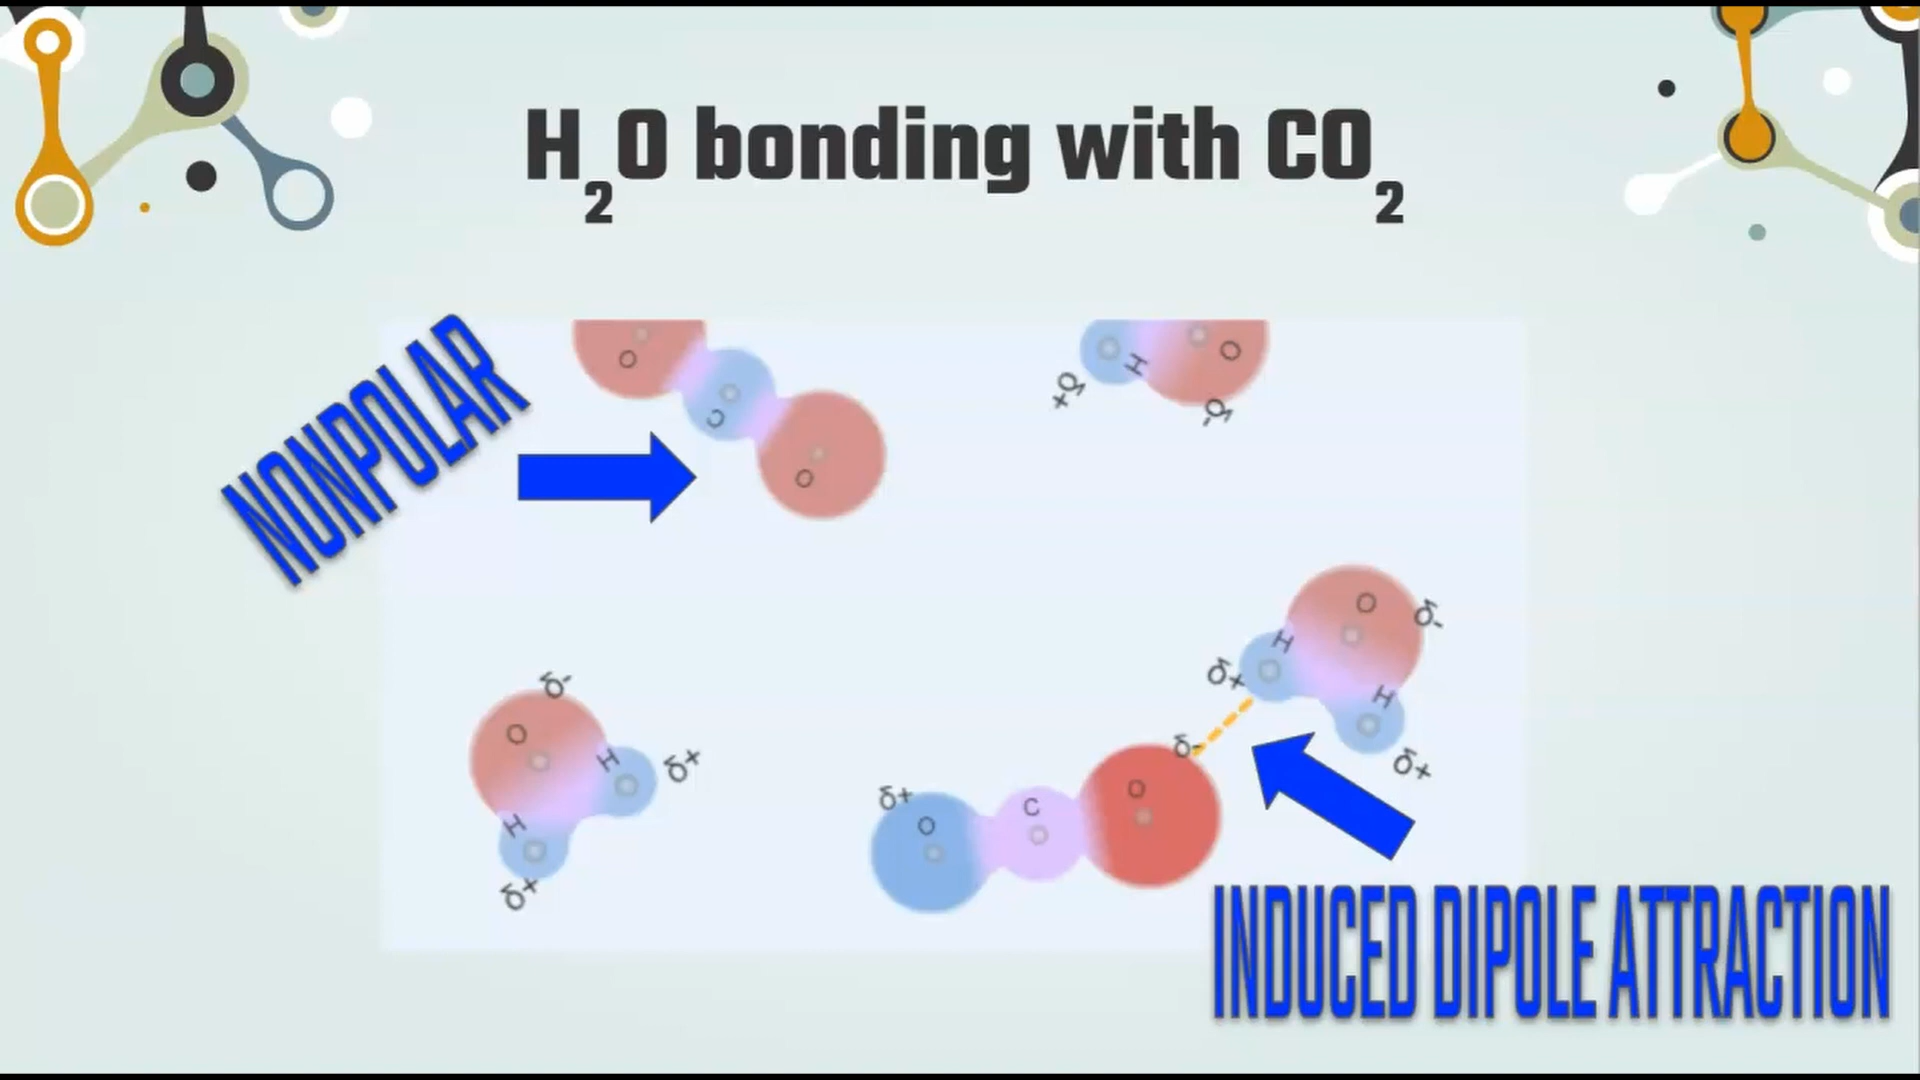 H₂O bonding with CO₂
NONPOLAR
O
C
O
H
O
δ+
δ-
O
H
H
δ-
δ+
δ+
δ-
O
H
H
δ+
δ+
δ+
O
C
O
δ-
INDUCED DIPOLE ATTRACTION